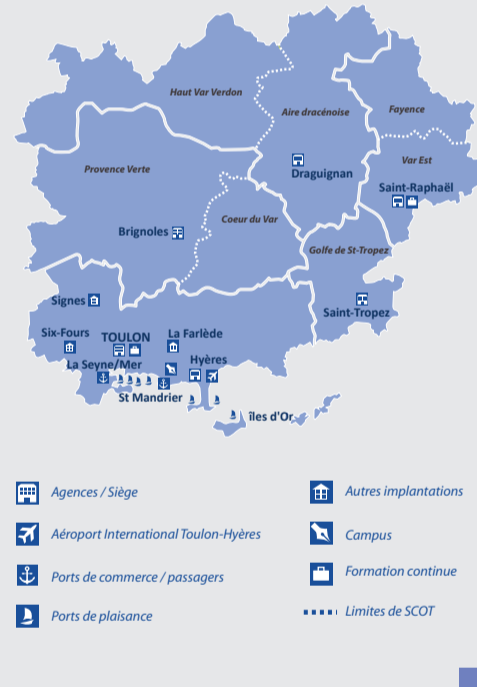 Haut Var Verdon
Aire dracénoise
Fayence
Provence Verte
Var Est
Draguignan
Saint-Raphaël
Coeur du Var
Brignoles
Golfe de St-Tropez
Signes
Saint-Tropez
Six-Fours
TOULON
La Farlède
La Seyne/Mer
Hyères
St Mandrier
îles d'Or
Agences / Siège
Autres implantations
Aéroport International Toulon-Hyères
Campus
Ports de commerce / passagers
Formation continue
Ports de plaisance
Limites de SCOT